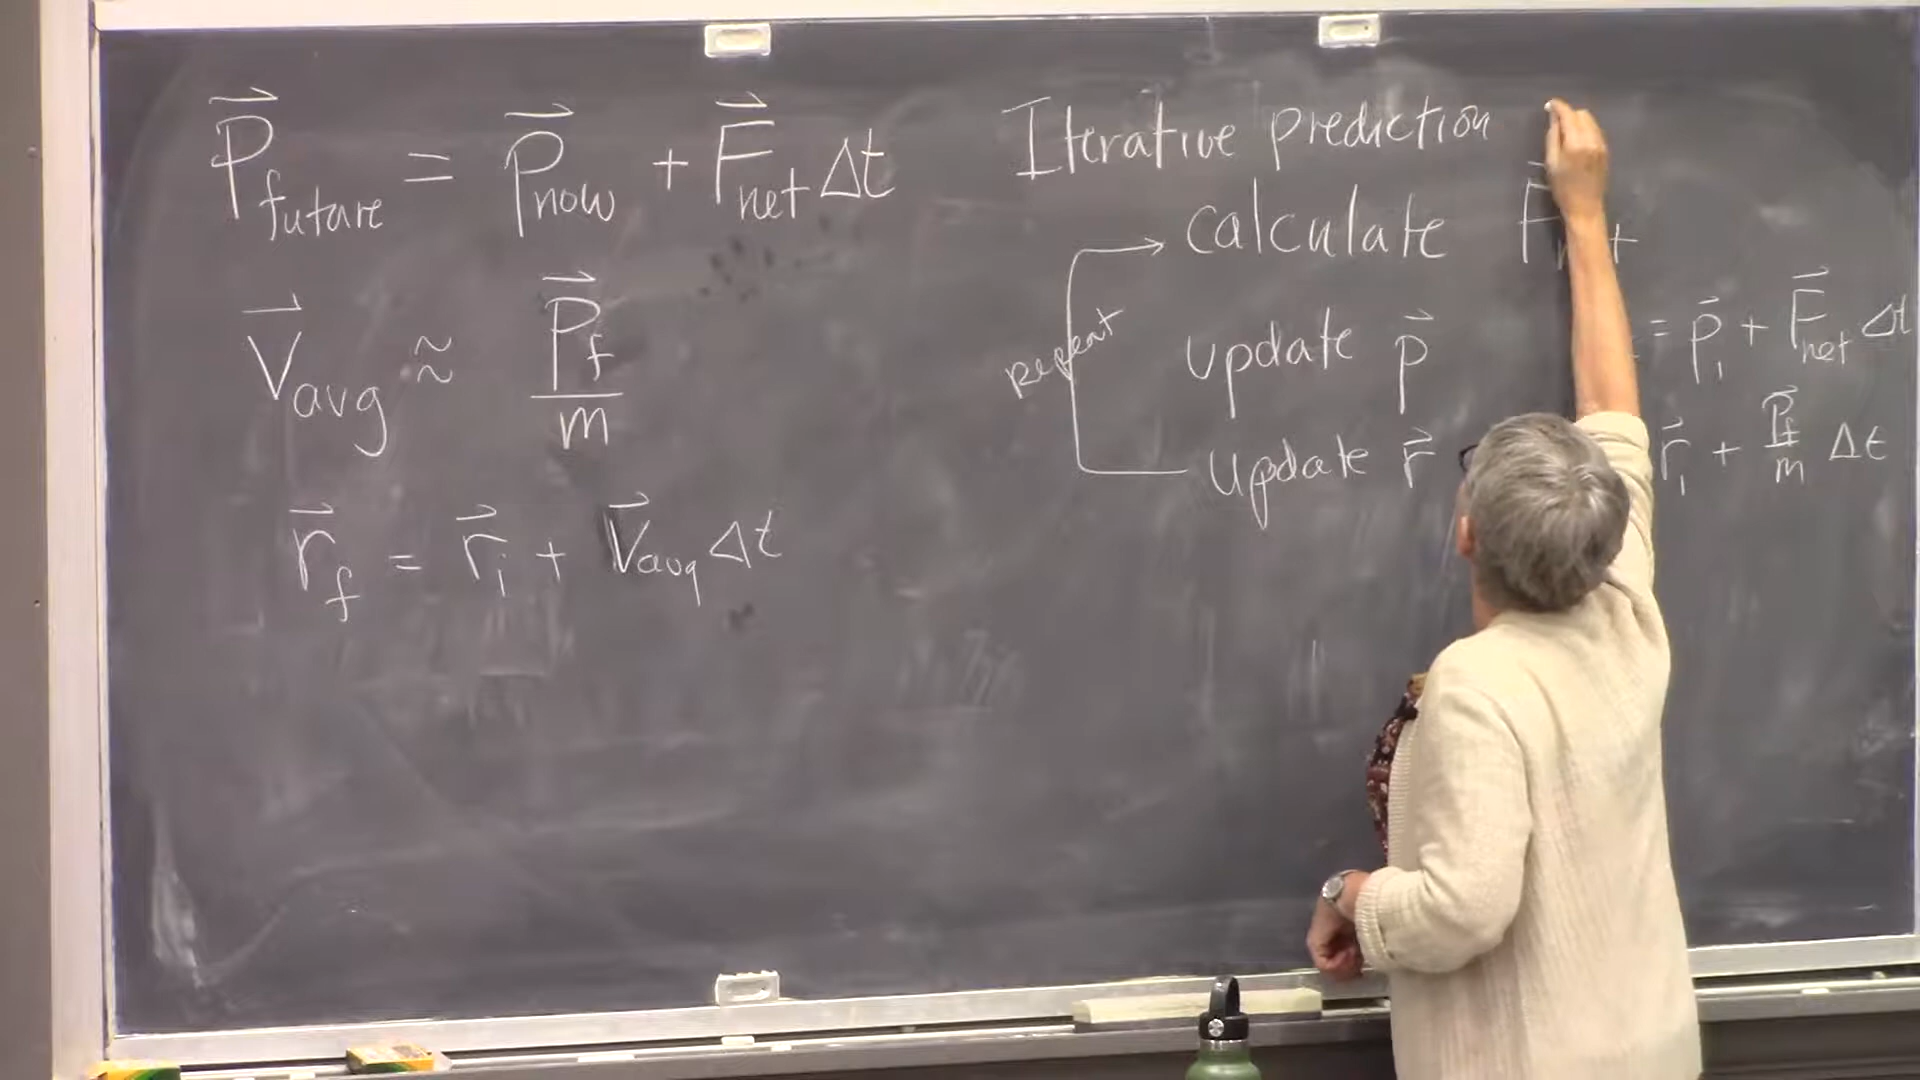 P⃗future = p⃗now + F⃗net Δt
v⃗avg ≈ p⃗f / m
r⃗f = r⃗i + v⃗avg Δt
Iterative prediction
calculate F⃗net
repeat
update p⃗ = p⃗i + F⃗net Δt
update r⃗ r⃗i + p⃗f / m Δt